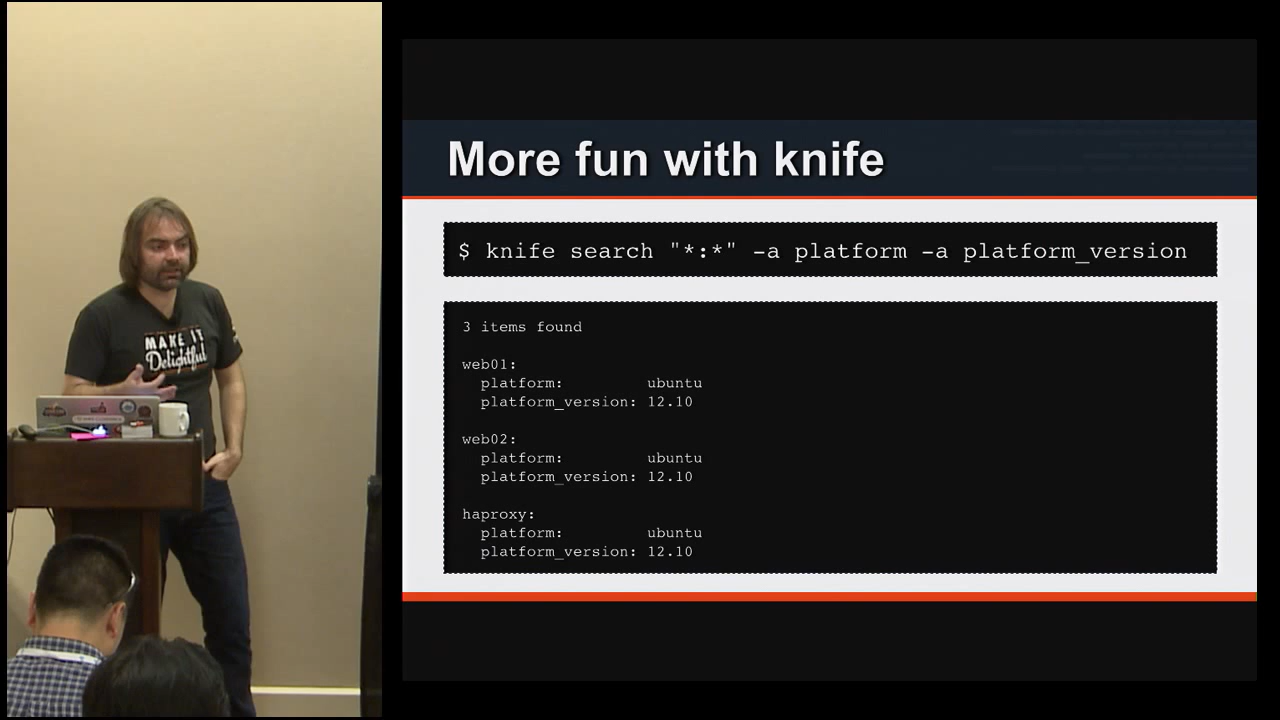 MAKE IT
Delightful
More fun with knife
$ knife search "*:*" -a platform -a platform_version
3 items found
web01:
platform: ubuntu
platform_version: 12.10
web02:
platform: ubuntu
platform_version: 12.10
haproxy:
platform: ubuntu
platform_version: 12.10